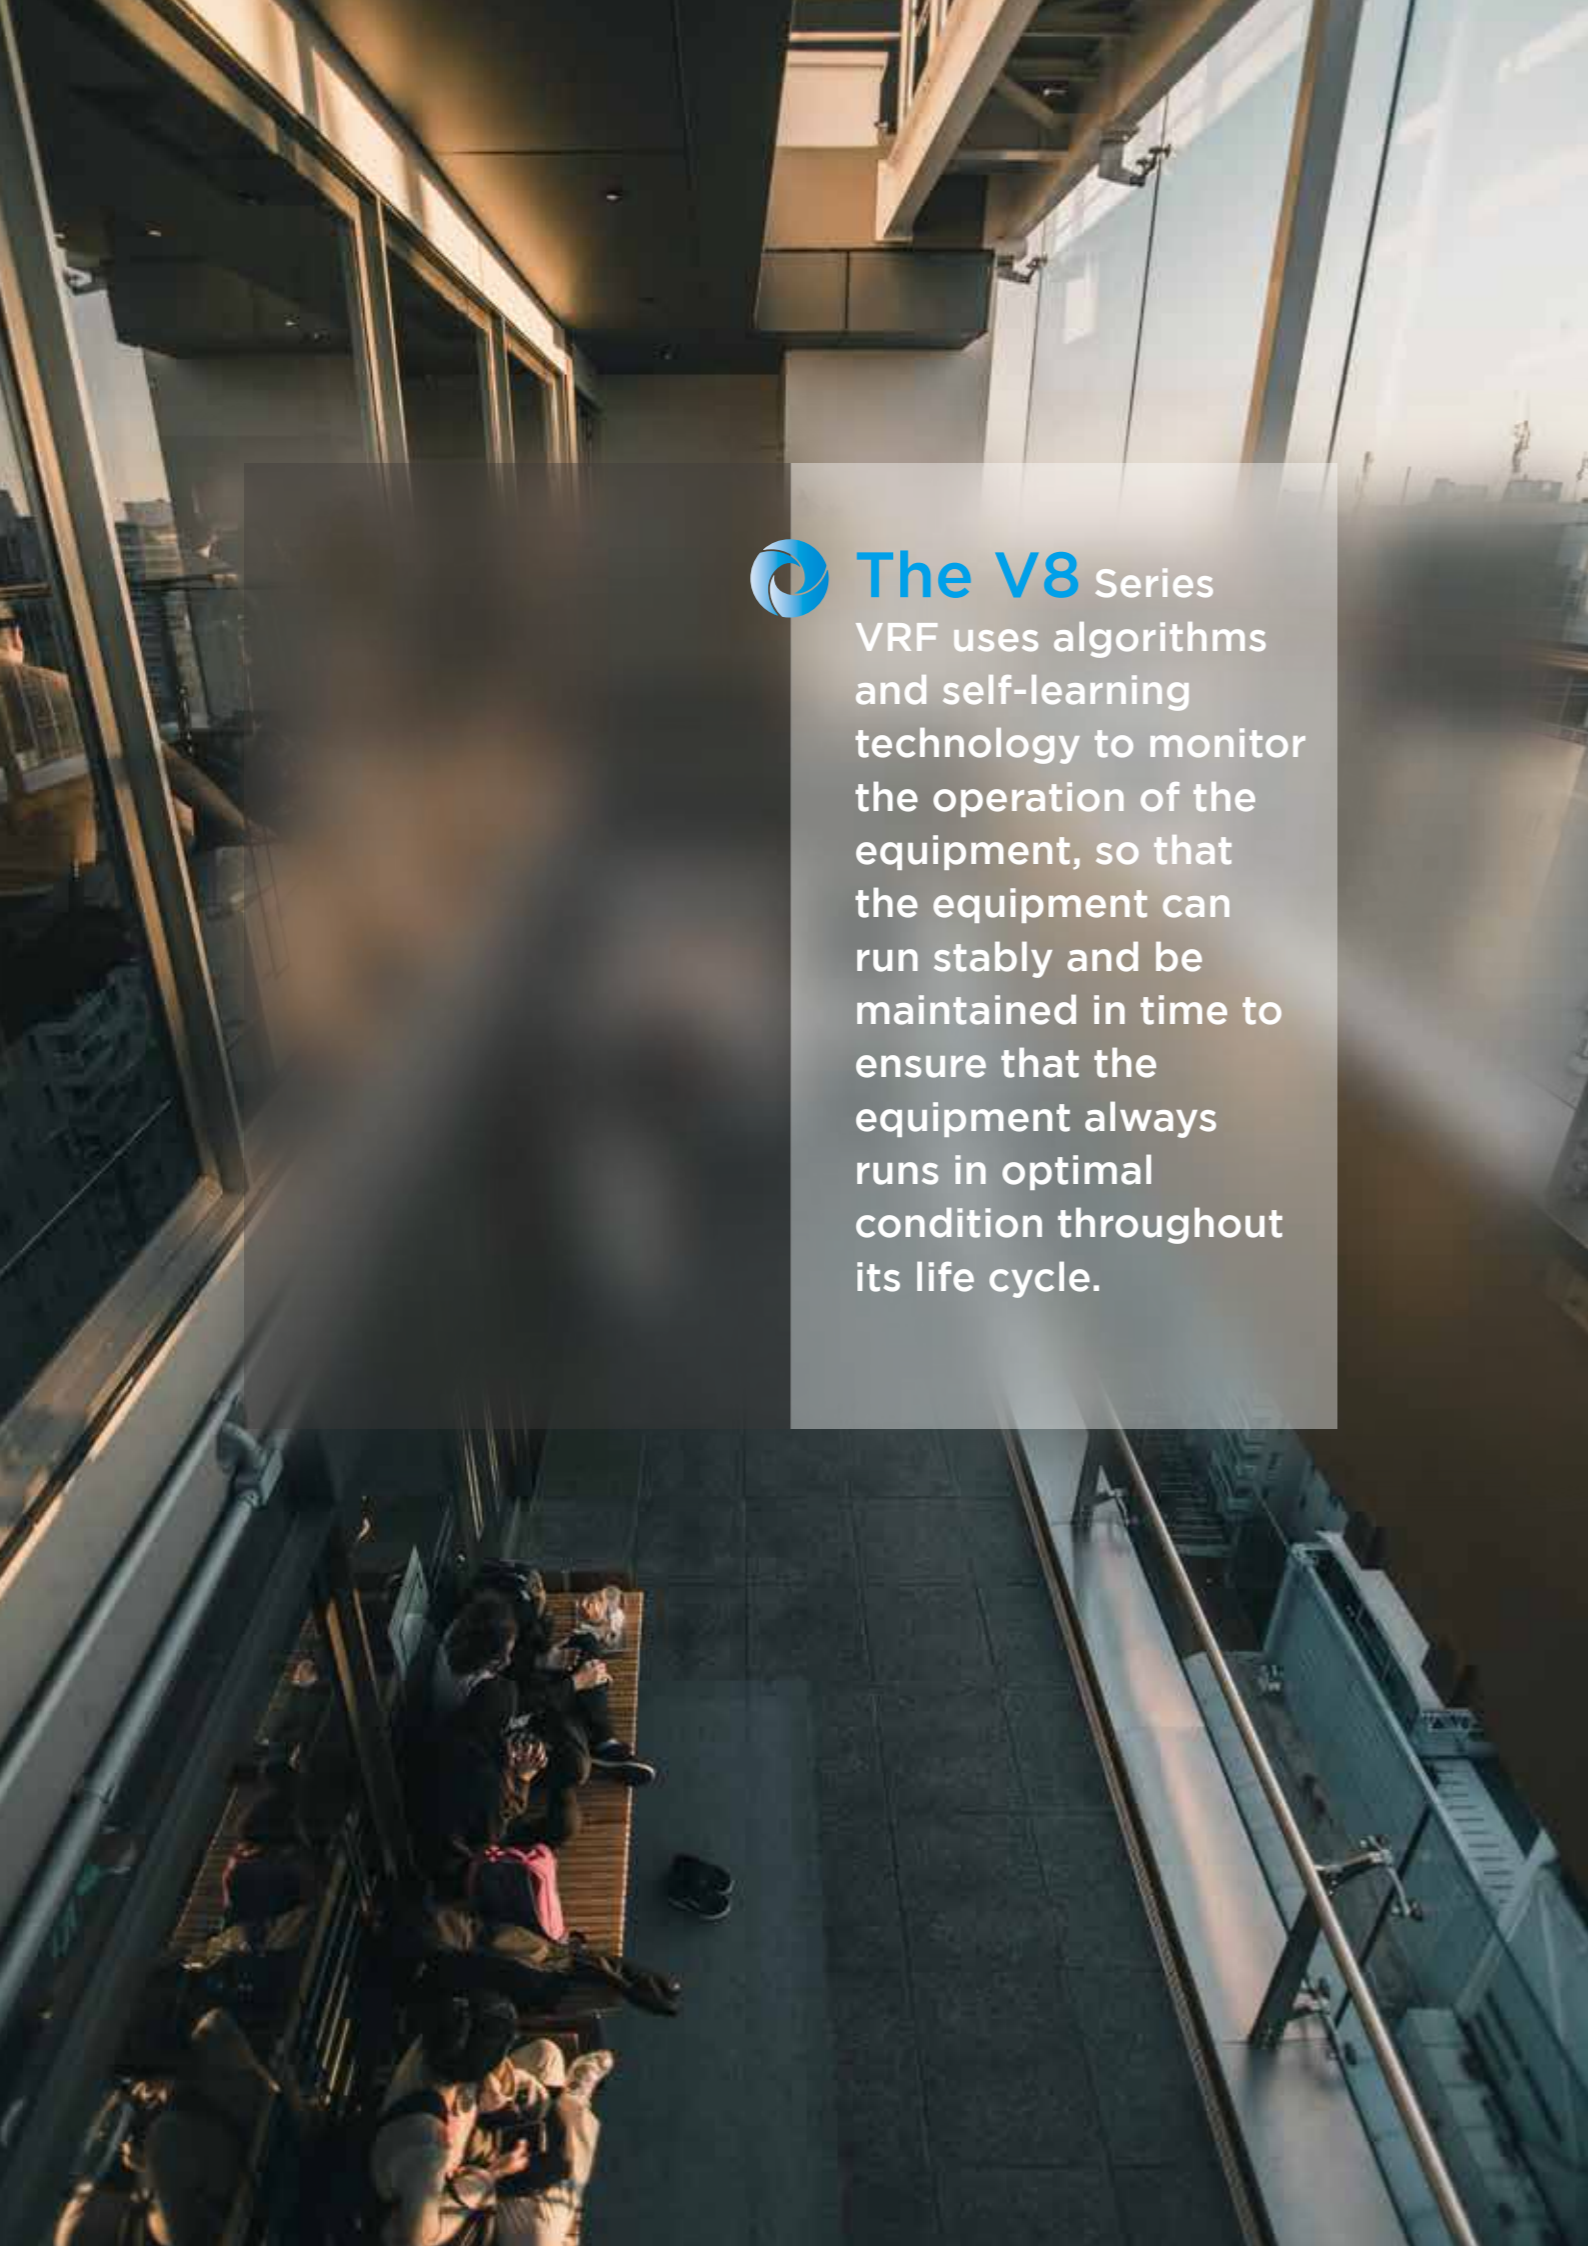 The V8 Series
VRF uses algorithms
and self-learning
technology to monitor
the operation of the
equipment, so that
the equipment can
run stably and be
maintained in time to
ensure that the
equipment always
runs in optimal
condition throughout
its life cycle.